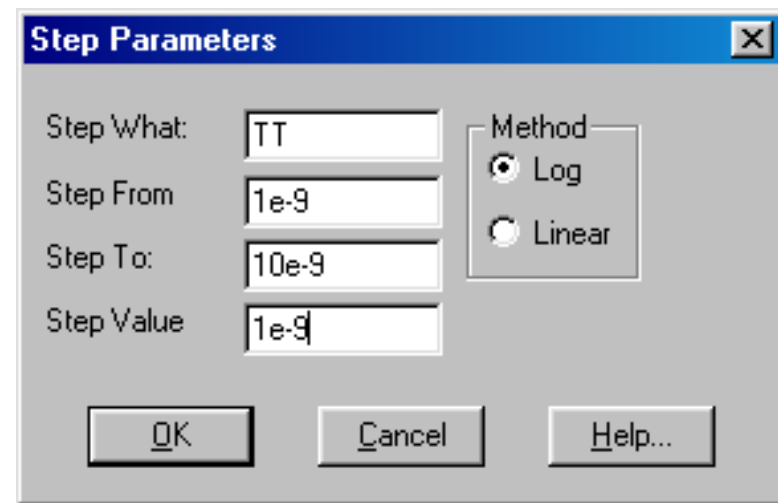 Step Parameters
Step What: TT
Step From 1e-9
Step To: 10e-9
Step Value 1e-9
Method
Log
Linear
OK Cancel Help...